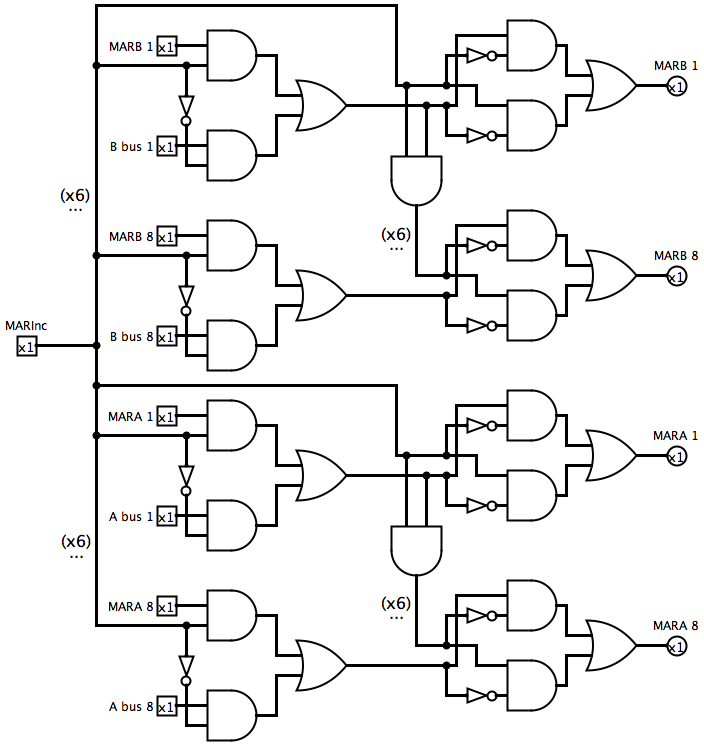 MARB 1 x1
MARB 1
x1
B bus 1 x1
(x6)
...
(x6)
...
MARB 8 x1
MARB 8
x1
B bus 8 x1
MARInc
x1
MARA 1 x1
MARA 1
x1
A bus 1 x1
(x6)
...
(x6)
...
MARA 8 x1
MARA 8
x1
A bus 8 x1